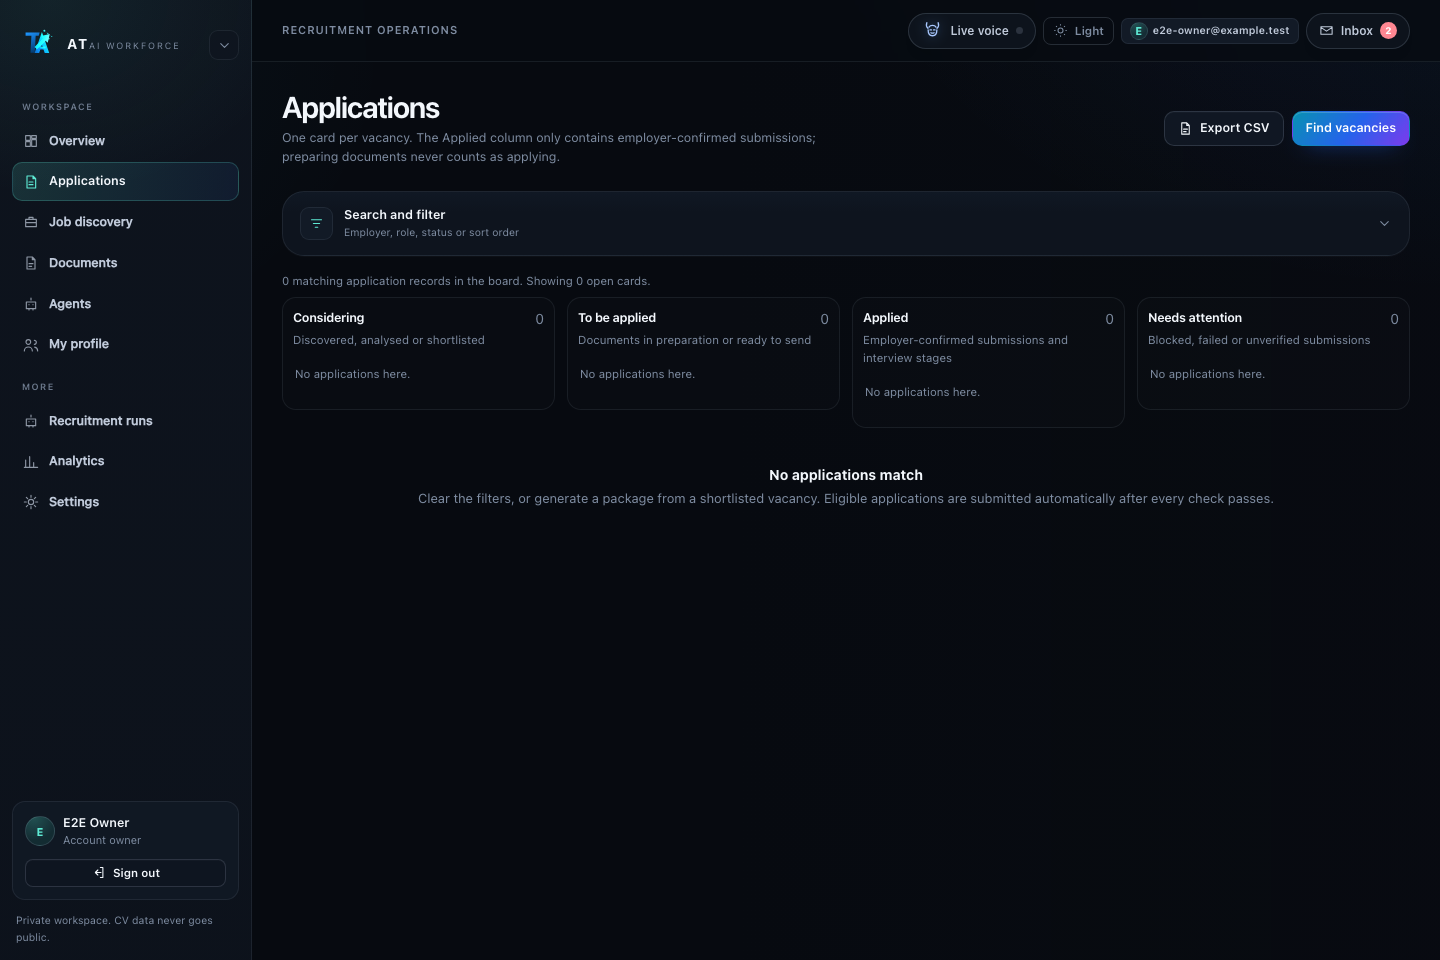 AT AI WORKFORCE
WORKSPACE
Overview
Applications
Job discovery
Documents
Agents
My profile
MORE
Recruitment runs
Analytics
Settings
E
E2E Owner
Account owner
Sign out
Private workspace. CV data never goes
public.
RECRUITMENT OPERATIONS
Live voice
Light
E e2e-owner@example.test
Inbox 2
Applications
One card per vacancy. The Applied column only contains employer-confirmed submissions;
preparing documents never counts as applying.
Export CSV
Find vacancies
Search and filter
Employer, role, status or sort order
0 matching application records in the board. Showing 0 open cards.
Considering 0
Discovered, analysed or shortlisted
No applications here.
To be applied 0
Documents in preparation or ready to send
No applications here.
Applied 0
Employer-confirmed submissions and
interview stages
No applications here.
Needs attention 0
Blocked, failed or unverified submissions
No applications here.
No applications match
Clear the filters, or generate a package from a shortlisted vacancy. Eligible applications are submitted automatically after every check passes.